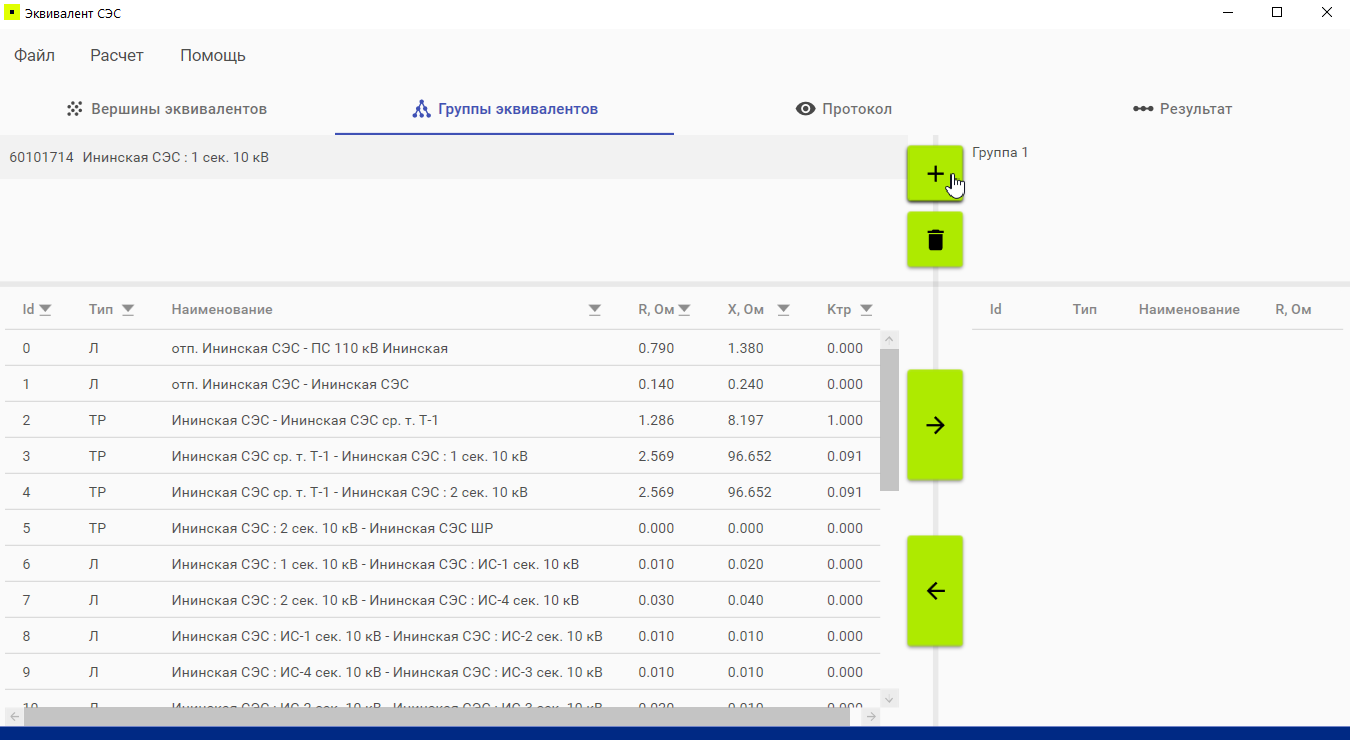 Эквивалент СЭС
Файл Расчет Помощь
Вершины эквивалентов Группы эквивалентов Протокол Результат
60101714 Ининская СЭС : 1 сек. 10 кВ
Группа 1
Id Тип Наименование R, Ом X, Ом Kтр Id Тип Наименование R, Ом
0 Л отп. Ининская СЭС - ПС 110 кВ Ининская 0.790 1.380 0.000
1 Л отп. Ининская СЭС - Ининская СЭС 0.140 0.240 0.000
2 ТР Ининская СЭС - Ининская СЭС ср. т. Т-1 1.286 8.197 1.000
3 ТР Ининская СЭС ср. т. Т-1 - Ининская СЭС : 1 сек. 10 кВ 2.569 96.652 0.091
4 ТР Ининская СЭС ср. т. Т-1 - Ининская СЭС : 2 сек. 10 кВ 2.569 96.652 0.091
5 ТР Ининская СЭС : 2 сек. 10 кВ - Ининская СЭС ШР 0.000 0.000 0.000
6 Л Ининская СЭС : 1 сек. 10 кВ - Ининская СЭС : ИС-1 сек. 10 кВ 0.010 0.020 0.000
7 Л Ининская СЭС : 2 сек. 10 кВ - Ининская СЭС : ИС-4 сек. 10 кВ 0.030 0.040 0.000
8 Л Ининская СЭС : ИС-1 сек. 10 кВ - Ининская СЭС : ИС-2 сек. 10 кВ 0.010 0.010 0.000
9 Л Ининская СЭС : ИС-4 сек. 10 кВ - Ининская СЭС : ИС-3 сек. 10 кВ 0.010 0.010 0.000